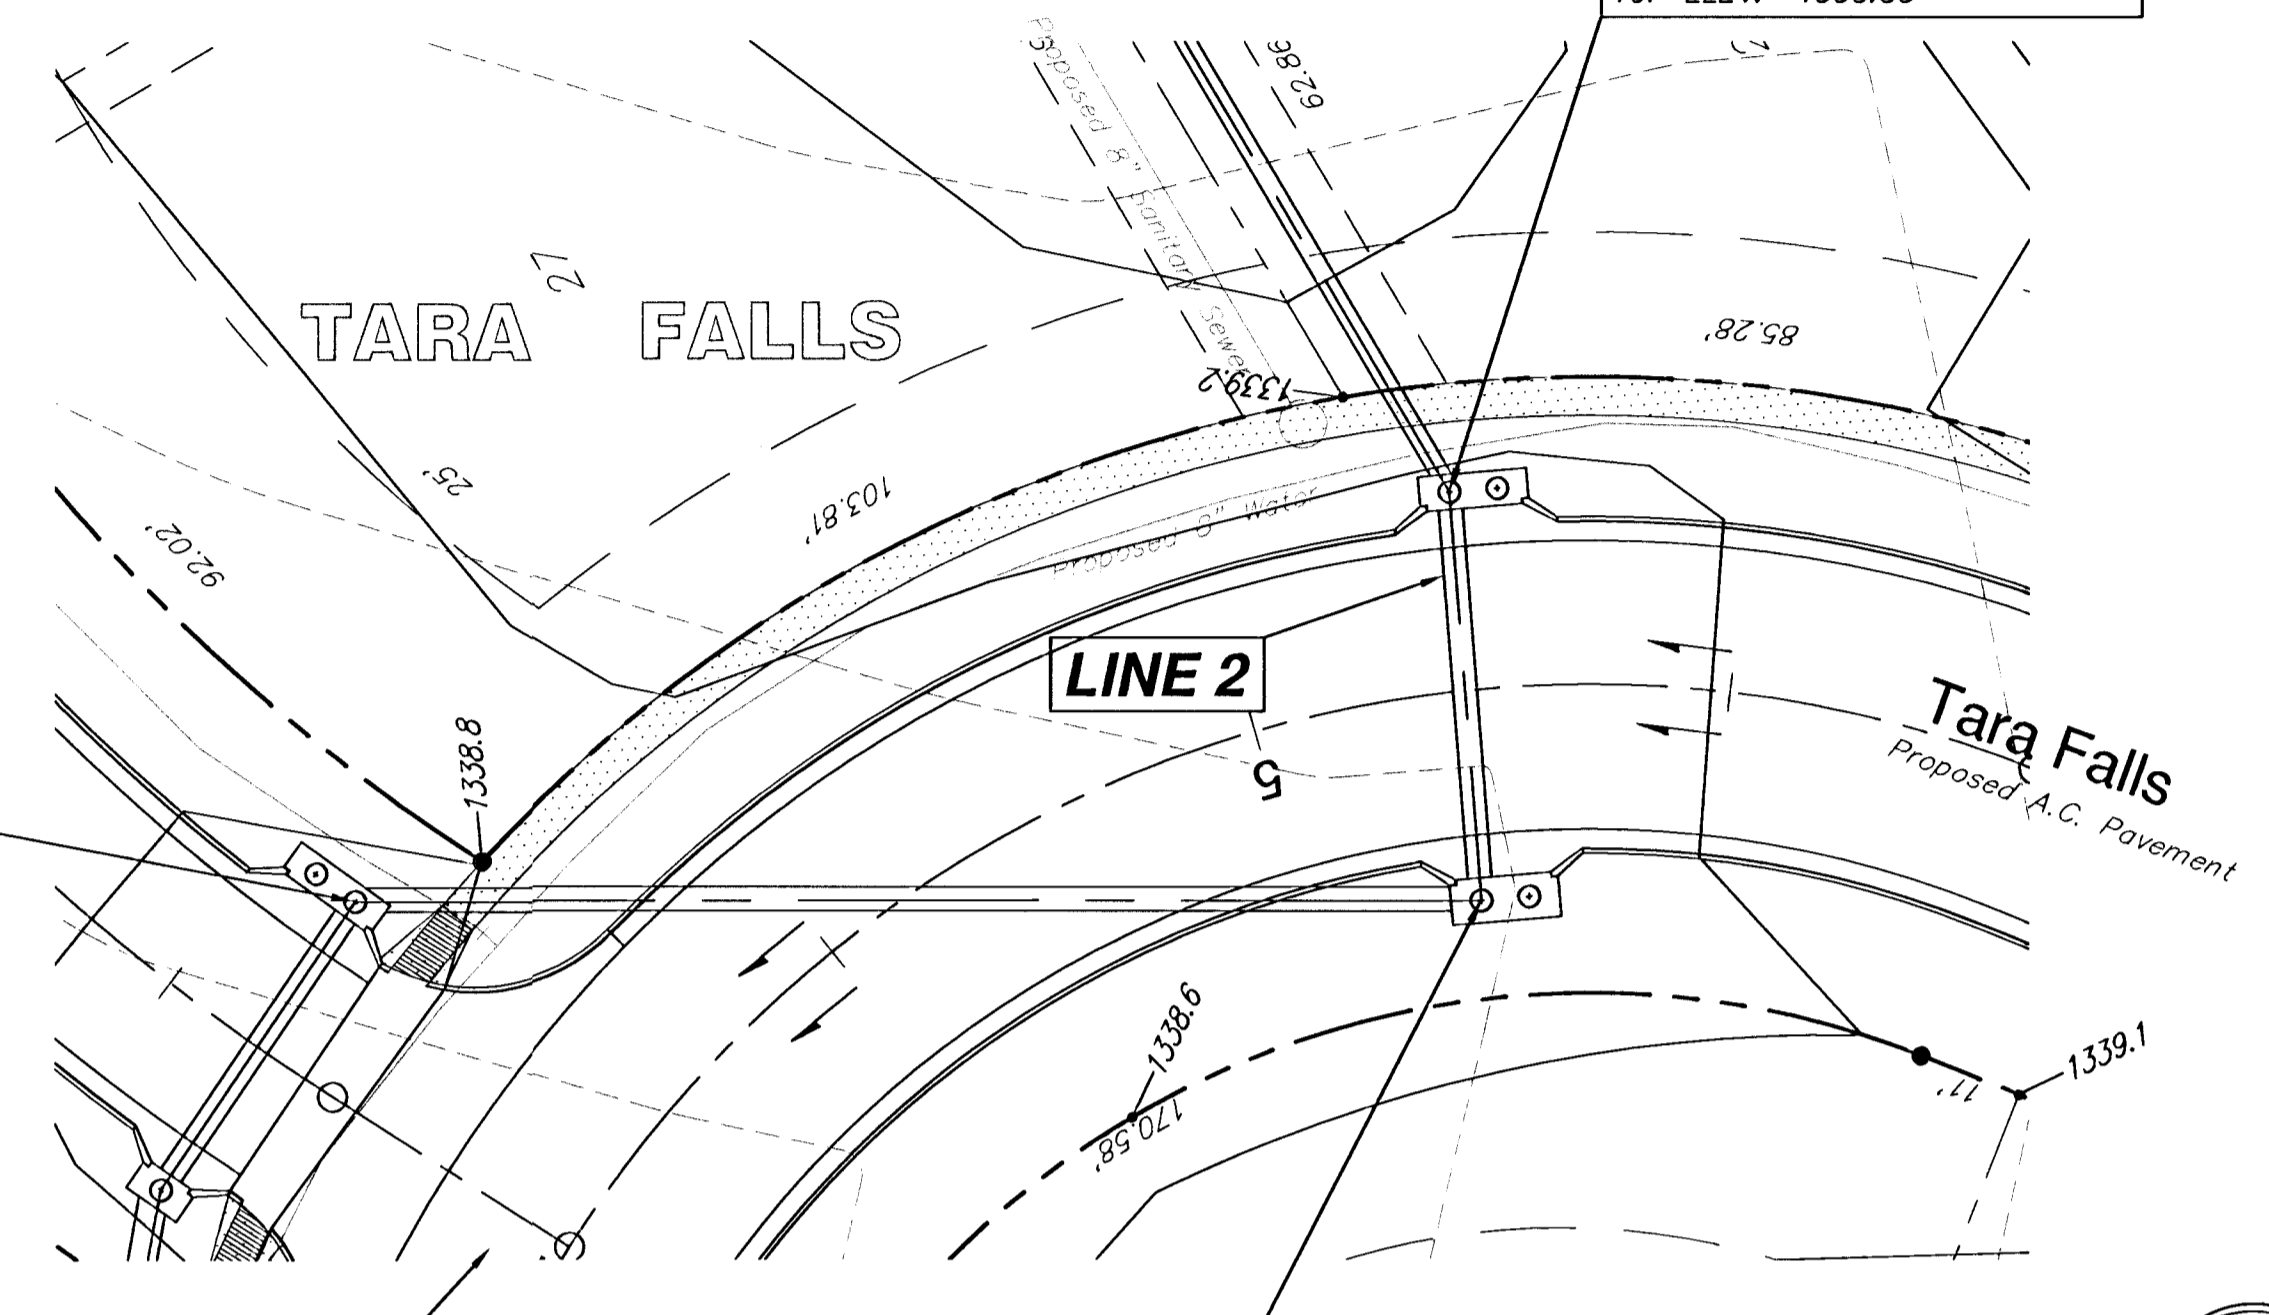 Proposed 8" Sanitary Sewer
62.86
27
TARA FALLS
85.28'
1339.2
25'
103.81'
92.02'
Proposed 8" Water
LINE 2
5
1338.8
Tara Falls
Proposed A.C. Pavement
1338.6
170.58'
11'
1339.1